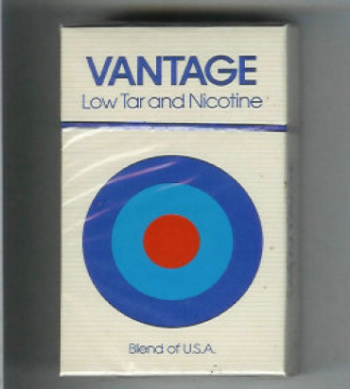 VANTAGE
Low Tar and Nicotine
Blend of U.S.A.